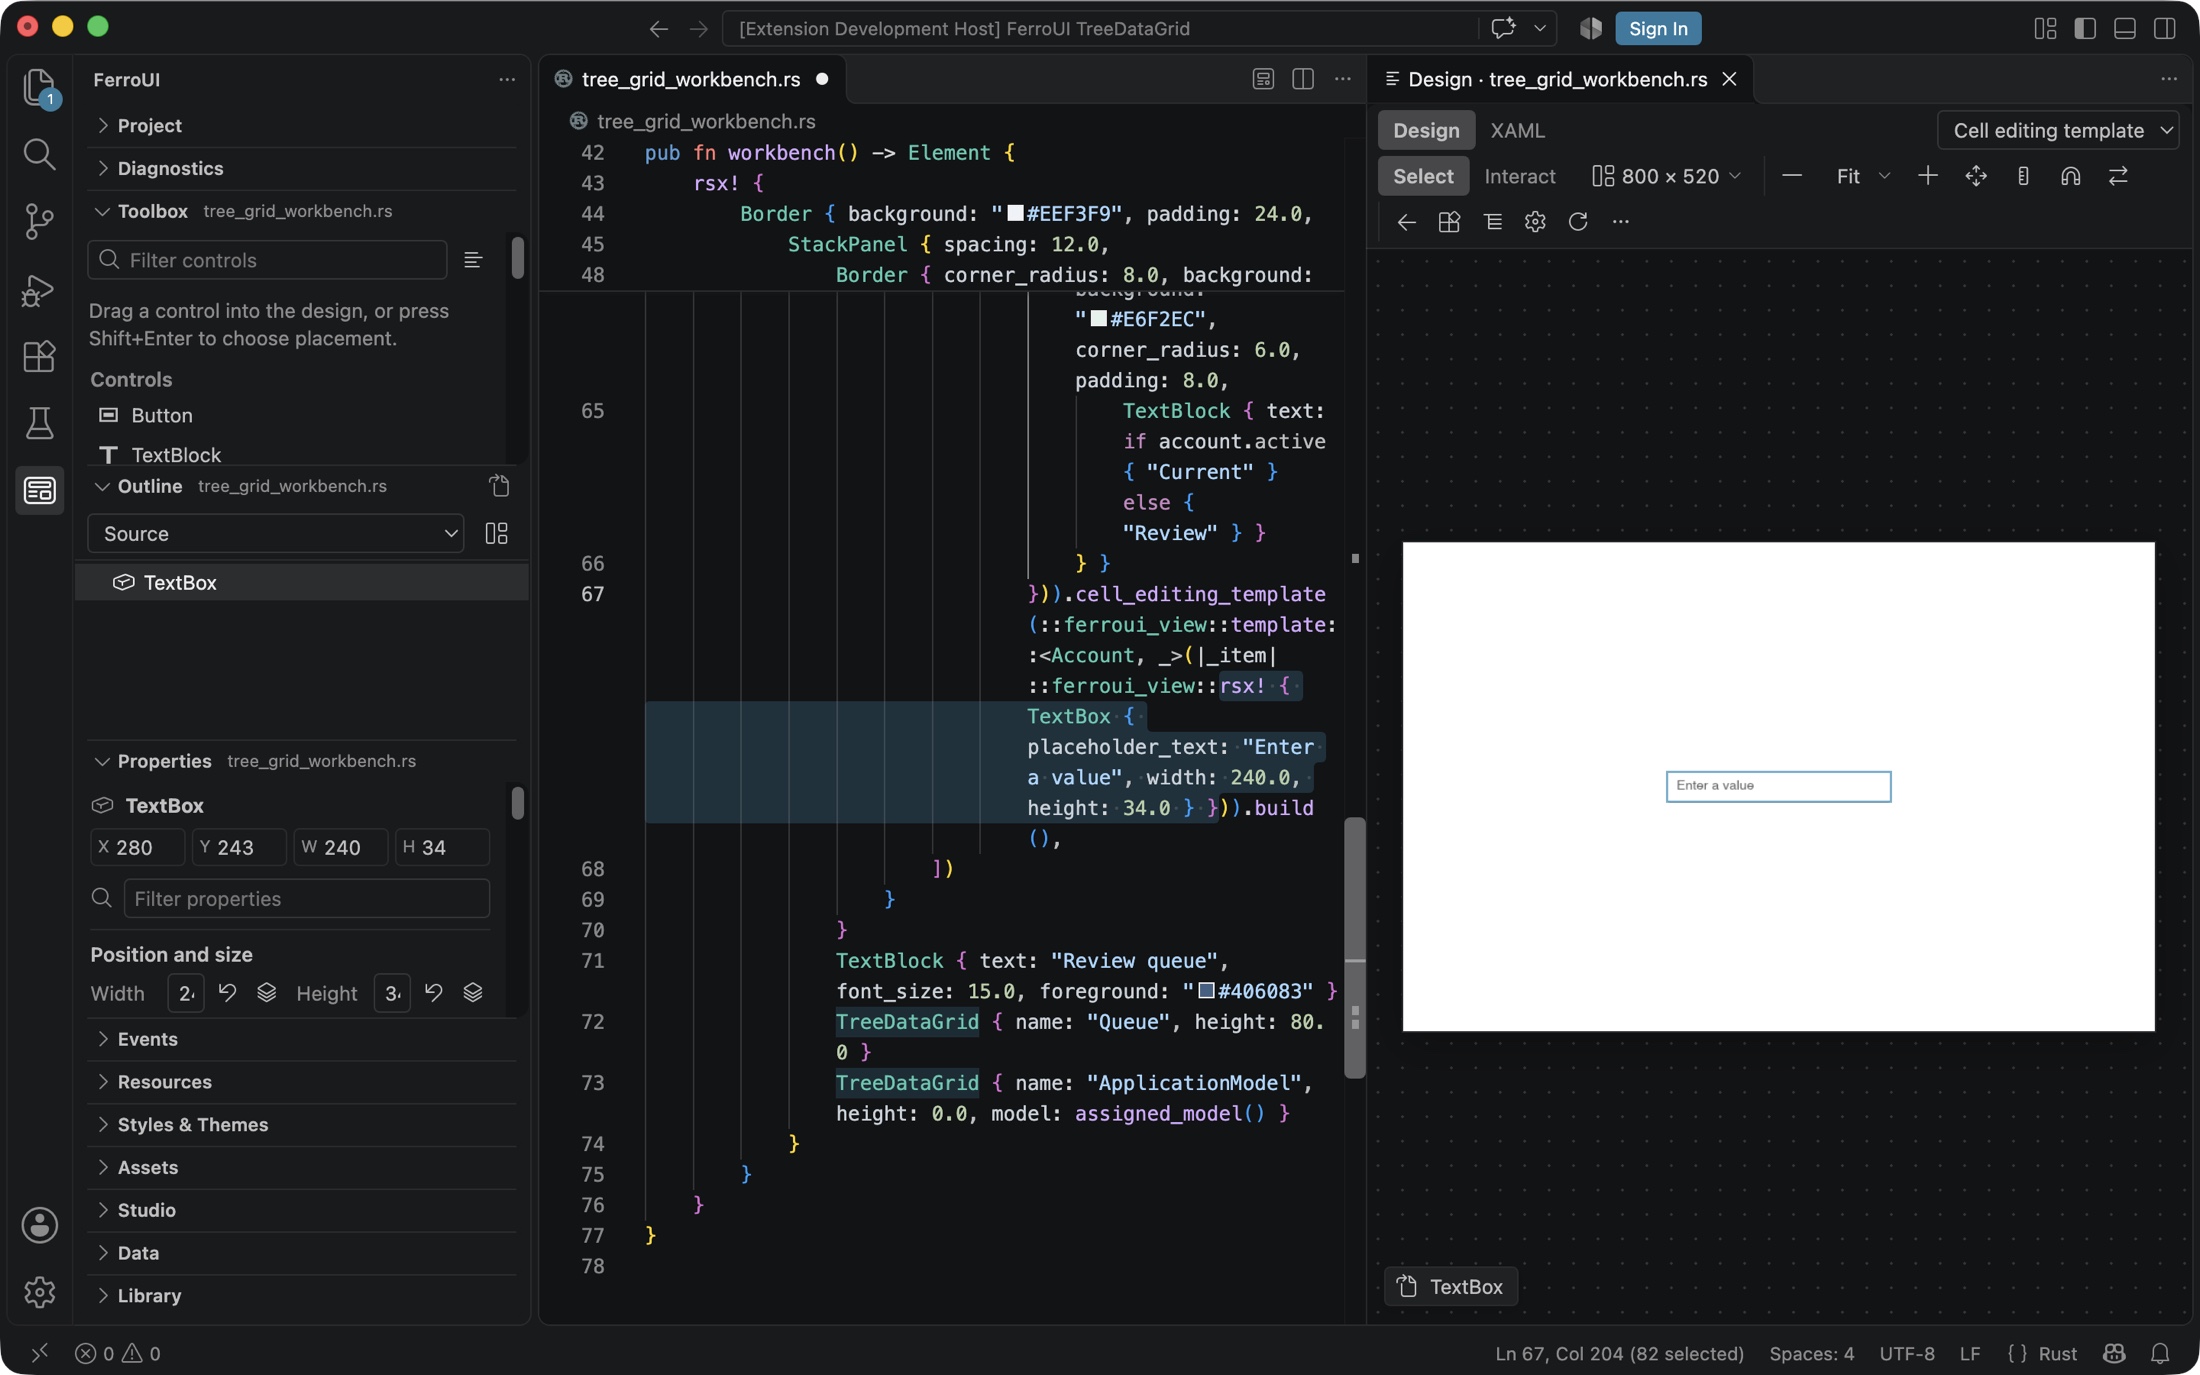 [Extension Development Host] FerroUI TreeDataGrid
Sign In
1
FerroUI
Project
Diagnostics
Toolbox tree_grid_workbench.rs
Filter controls
Drag a control into the design, or press
Shift+Enter to choose placement.
Controls
Button
TextBlock
Outline tree_grid_workbench.rs
Source
TextBox
Properties tree_grid_workbench.rs
TextBox
X 280 Y 243 W 240 H 34
Filter properties
Position and size
Width 24 Height 34
Events
Resources
Styles & Themes
Assets
Studio
Data
Library
tree_grid_workbench.rs
tree_grid_workbench.rs
42 pub fn workbench() -> Element {
43 rsx! {
44 Border { background: "#EEF3F9", padding: 24.0,
45 StackPanel { spacing: 12.0,
48 Border { corner_radius: 8.0, background:
background:
"#E6F2EC",
corner_radius: 6.0,
padding: 8.0,
65 TextBlock { text:
if account.active
{ "Current" }
else {
"Review" } }
66 } }
67 })).cell_editing_template
(::ferroui_view::template:
:<Account, _>(|_item|
::ferroui_view::rsx! {
TextBox {
placeholder_text: "Enter
a value", width: 240.0,
height: 34.0 } })).build
(),
68 ])
69 }
70 }
71 TextBlock { text: "Review queue",
font_size: 15.0, foreground: "#406083" }
72 TreeDataGrid { name: "Queue", height: 80.
0 }
73 TreeDataGrid { name: "ApplicationModel",
height: 0.0, model: assigned_model() }
74 }
75 }
76 }
77 }
78
Design · tree_grid_workbench.rs
Design XAML Cell editing template
Select Interact 800 × 520 Fit
Enter a value
TextBox
0 0
Ln 67, Col 204 (82 selected) Spaces: 4 UTF-8 LF { } Rust